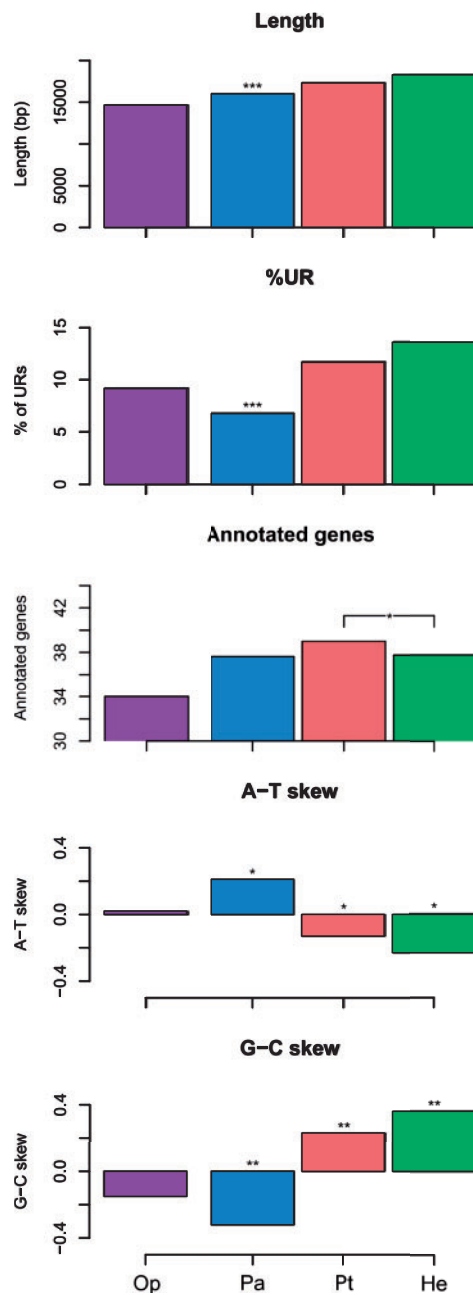 Length
Length (bp)
15000
5000
0
***
%UR
% of URs
15
10
5
0
***
Annotated genes
Annotated genes
42
38
34
30
*
A−T skew
A−T skew
0.4
0.0
−0.4
*
*
*
G−C skew
G−C skew
0.4
0.0
−0.4
**
**
**
Op Pa Pt He